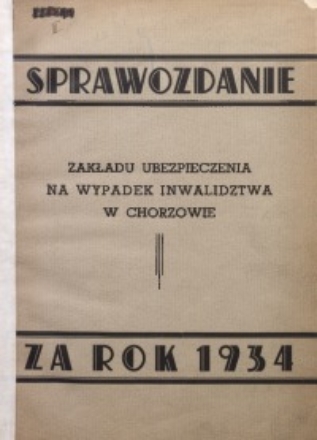 SPRAWOZDANIE
ZAKŁADU UBEZPIECZENIA
NA WYPADEK INWALIDZTWA
W CHORZOWIE
ZA ROK 1934